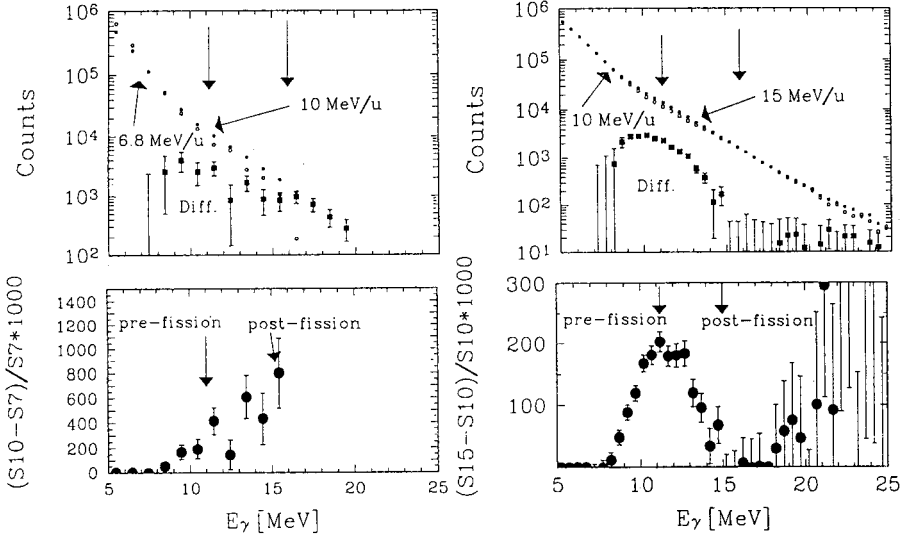 10⁶
10⁵
10⁴
10³
10²
Counts
6.8 MeV/u
10 MeV/u
Diff.
10⁶
10⁵
10⁴
10³
10²
10¹
Counts
10 MeV/u
15 MeV/u
Diff.
1400
1200
1000
800
600
400
200
0
(S10−S7)/S7*1000
pre−fission
post−fission
5
10
15
20
25
Eγ [MeV]
300
200
100
(S15−S10)/S10*1000
pre−fission
post−fission
5
10
15
20
25
Eγ [MeV]